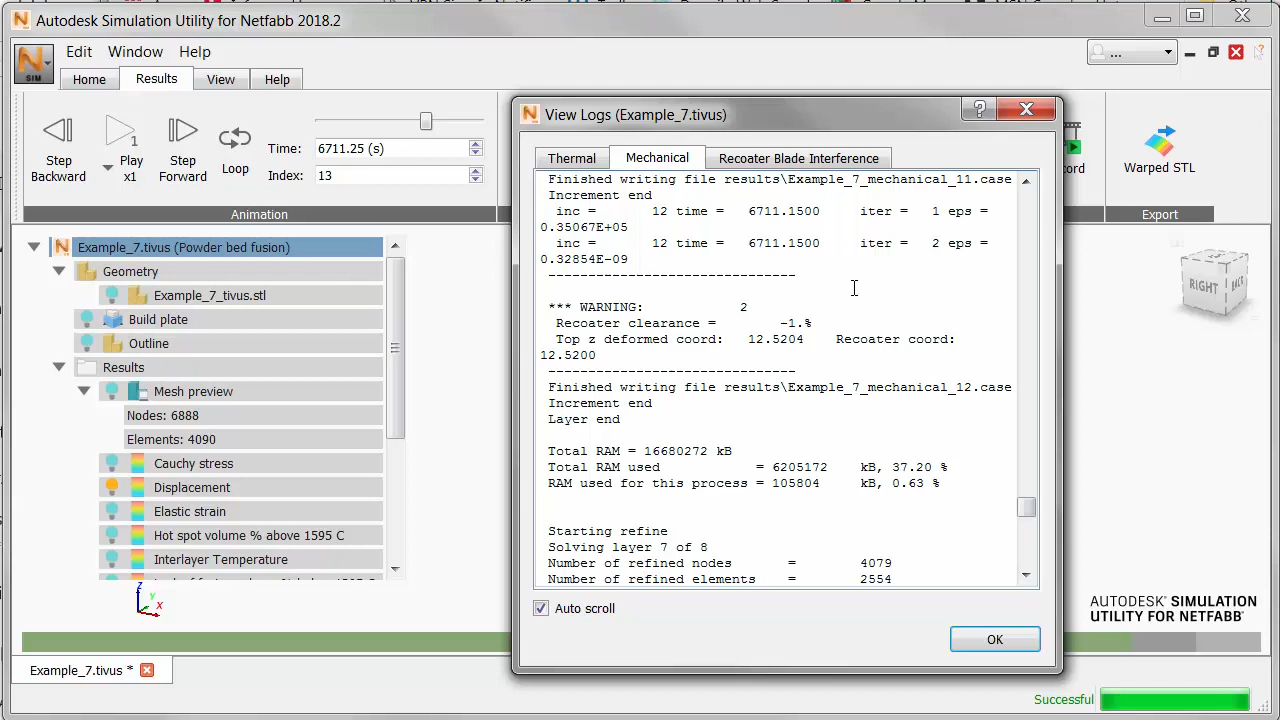 Autodesk Simulation Utility for Netfabb 2018.2
SIM
Edit Window Help
...
Home Results View Help
Step Backward
Play x1
1
Step Forward
Loop
Time: 6711.25 (s)
Index: 13
Animation
Warped STL
Export
Example_7.tivus (Powder bed fusion)
Geometry
Example_7_tivus.stl
Build plate
Outline
Results
Mesh preview
Nodes: 6888
Elements: 4090
Cauchy stress
Displacement
Elastic strain
Hot spot volume % above 1595 C
Interlayer Temperature
Z
Y
X
View Logs (Example_7.tivus)
Thermal Mechanical Recoater Blade Interference
Finished writing file results\Example_7_mechanical_11.case
Increment end
inc = 12 time = 6711.1500 iter = 1 eps =
0.35067E+05
inc = 12 time = 6711.1500 iter = 2 eps =
0.32854E-09
-------------------------------
*** WARNING: 2
Recoater clearance = -1.%
Top z deformed coord: 12.5204 Recoater coord:
12.5200
-------------------------------
Finished writing file results\Example_7_mechanical_12.case
Increment end
Layer end
Total RAM = 16680272 kB
Total RAM used = 6205172 kB, 37.20 %
RAM used for this process = 105804 kB, 0.63 %
Starting refine
Solving layer 7 of 8
Number of refined nodes = 4079
Number of refined elements = 2554
Auto scroll
OK
RIGHT
BACK
AUTODESK® SIMULATION
UTILITY FOR NETFABB®
Example_7.tivus *
Successful